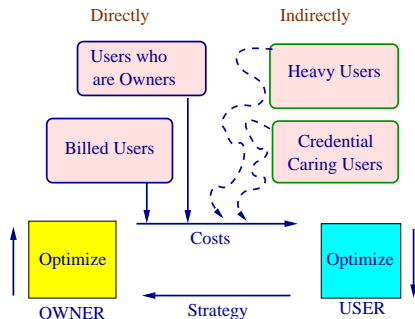 Directly
Indirectly
Users who
are Owners
Heavy Users
Billed Users
Credential
Caring Users
Costs
Optimize
Optimize
Strategy
OWNER
USER